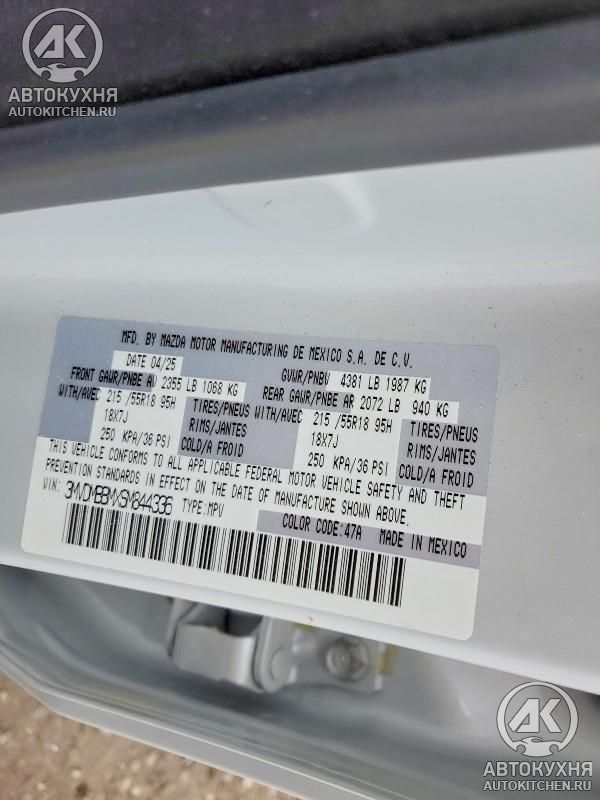 АК
АВТОКУХНЯ
AUTOKITCHEN.RU
MFD. BY MAZDA MOTOR MANUFACTURING DE MEXICO S.A. DE C.V.
DATE 04/25 GVWR/PNBV 4381 LB 1987 KG
FRONT GAWR/PNBE AV 2355 LB 1068 KG REAR GAWR/PNBE AR 2072 LB 940 KG
WITH/AVEC 215 /55R18 95H TIRES/PNEUS WITH/AVEC 215 /55R18 95H TIRES/PNEUS
18X7J RIMS/JANTES 18X7J RIMS/JANTES
250 KPA/36 PSI COLD/A FROID 250 KPA/36 PSI COLD/A FROID
THIS VEHICLE CONFORMS TO ALL APPLICABLE FEDERAL MOTOR VEHICLE SAFETY AND THEFT
PREVENTION STANDARDS IN EFFECT ON THE DATE OF MANUFACTURE SHOWN ABOVE.
VIN: 3MVDMBBMXSM844336 TYPE:MPV
COLOR CODE:47A MADE IN MEXICO
АК
АВТОКУХНЯ
AUTOKITCHEN.RU